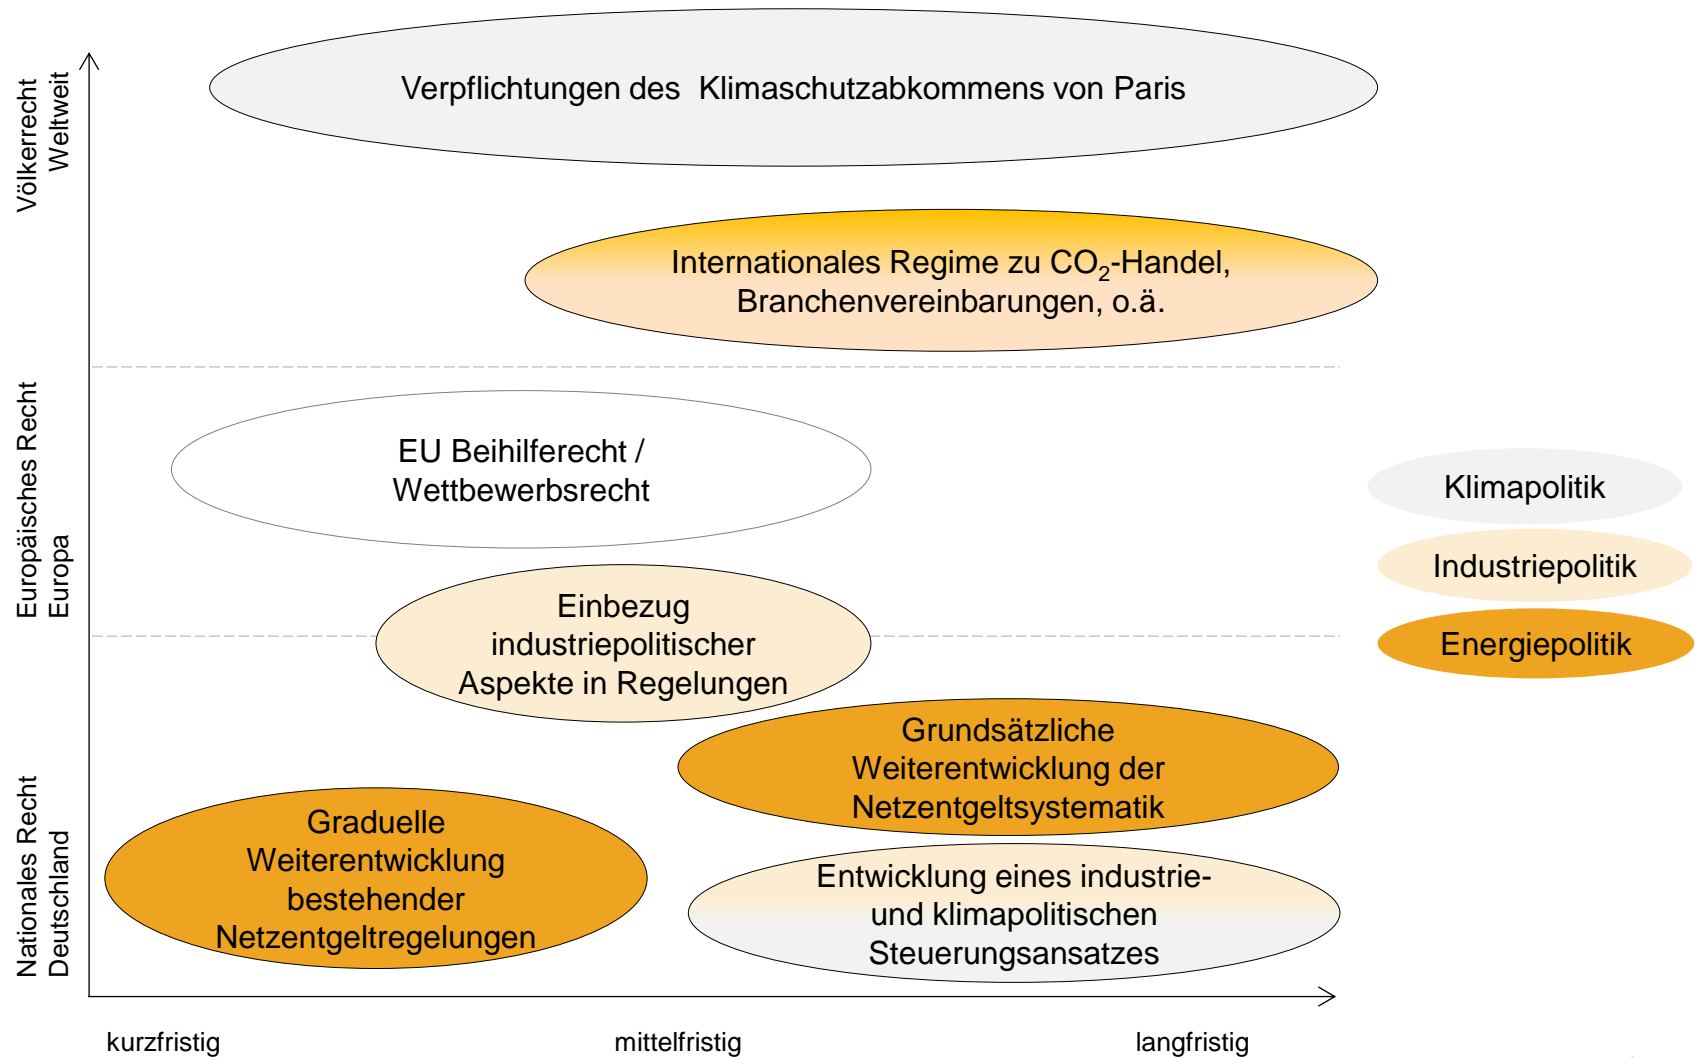 Völkerrecht
Weltweit
Verpflichtungen des Klimaschutzabkommens von Paris
Internationales Regime zu CO₂-Handel,
Branchenvereinbarungen, o.ä.
Europäisches Recht
Europa
EU Beihilferecht /
Wettbewerbsrecht
Einbezug
industriepolitischer
Aspekte in Regelungen
Klimapolitik
Industriepolitik
Energiepolitik
Nationales Recht
Deutschland
Grundsätzliche
Weiterentwicklung der
Netzentgeltsystematik
Graduelle
Weiterentwicklung
bestehender
Netzentgeltregelungen
Entwicklung eines industrie-
und klimapolitischen
Steuerungsansatzes
kurzfristig
mittelfristig
langfristig